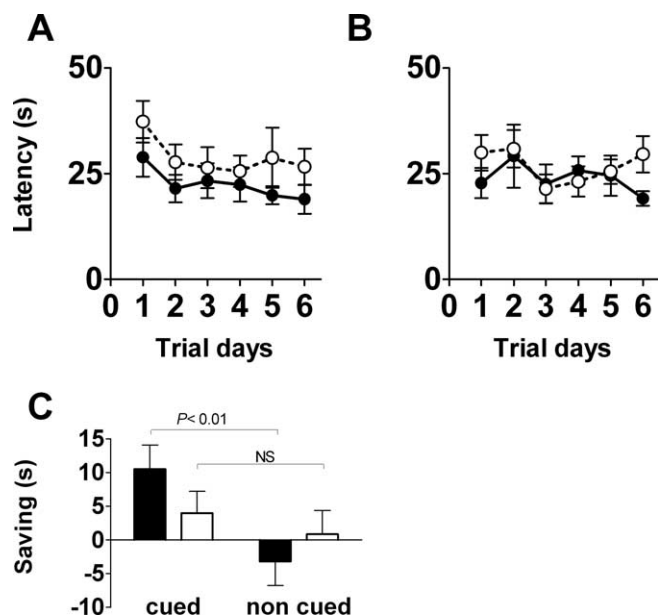 A
B
Latency (s)
50
25
0
0 1 2 3 4 5 6
Trial days
50
25
0
0 1 2 3 4 5 6
Trial days
C
P< 0.01
NS
Saving (s)
15
10
5
0
-5
-10
cued non cued